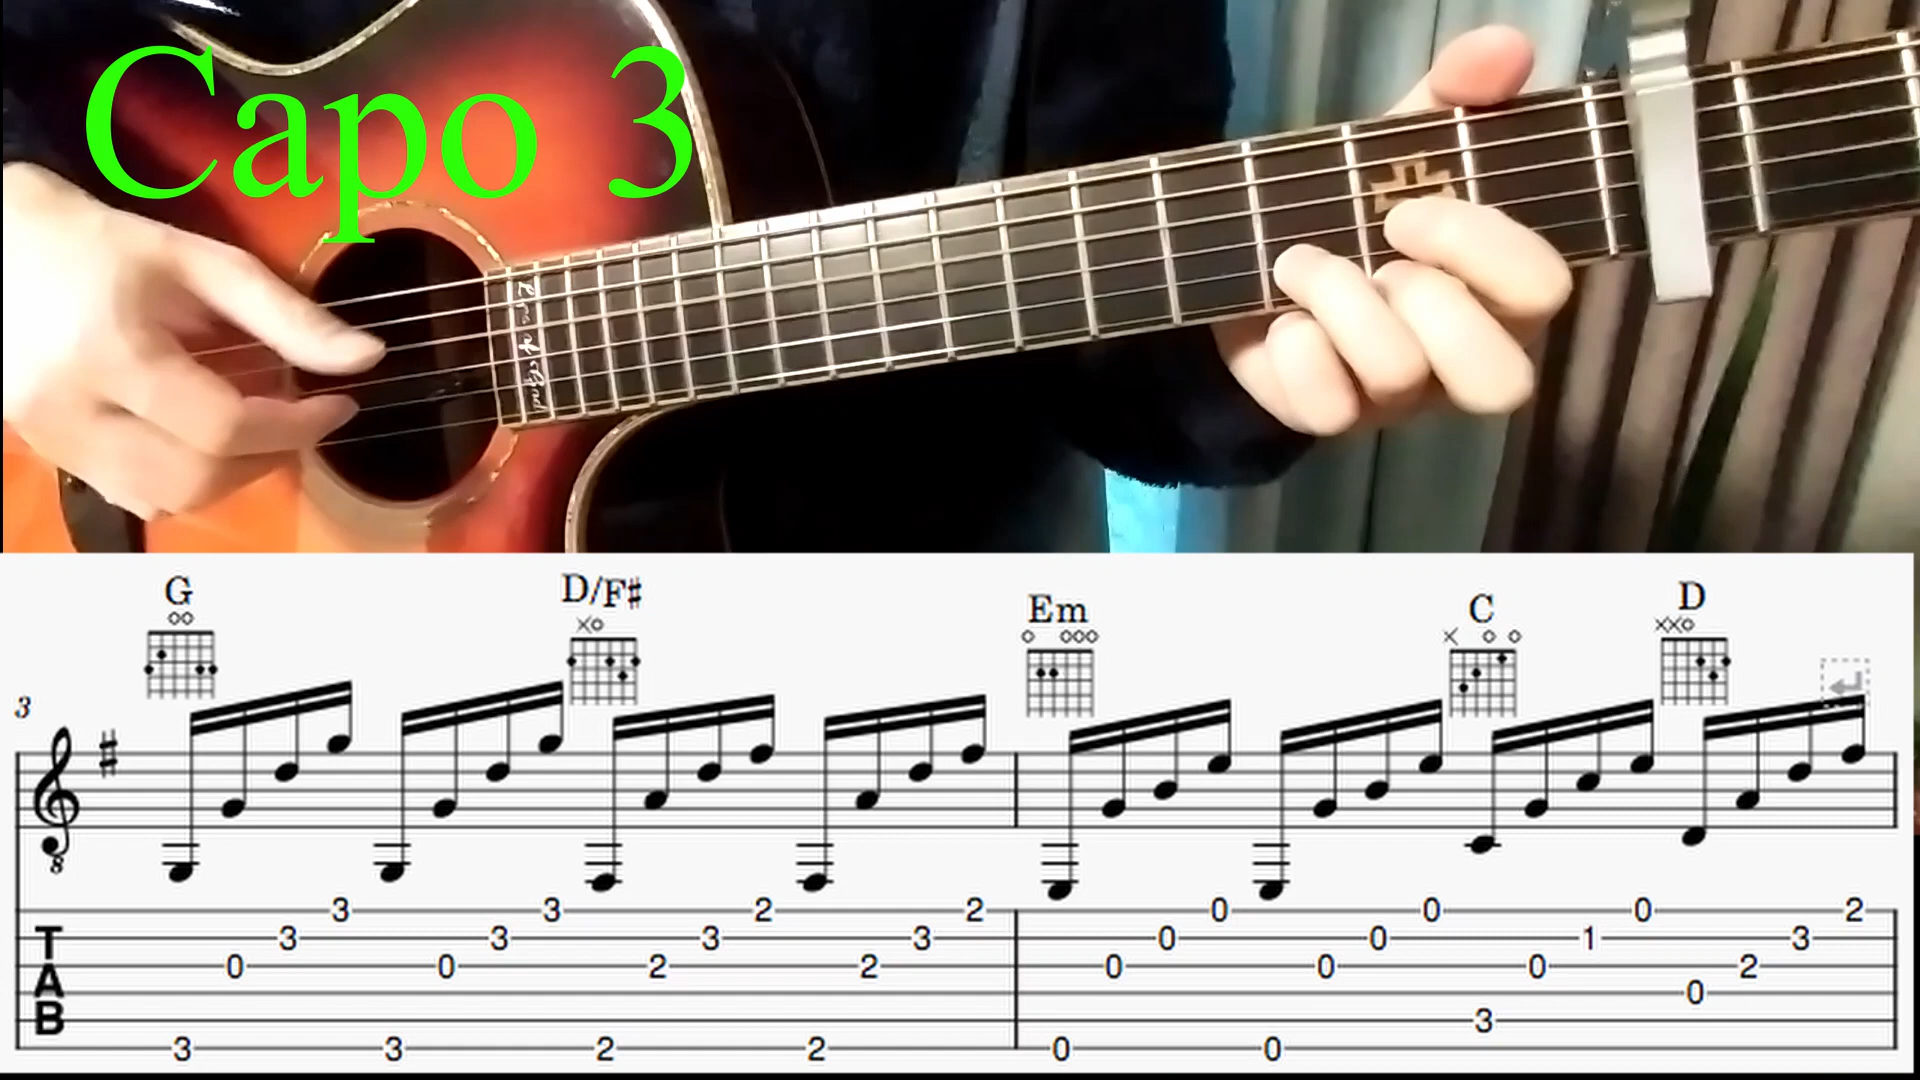 Capo 3
G D/F♯ Em C D
3
8
3 3 2 2 0 0 0 2
3 3 3 3 0 0 1 3
T 0 0 2 2 0 0 0 2
A 0
B 3
3 3 2 2 0 0